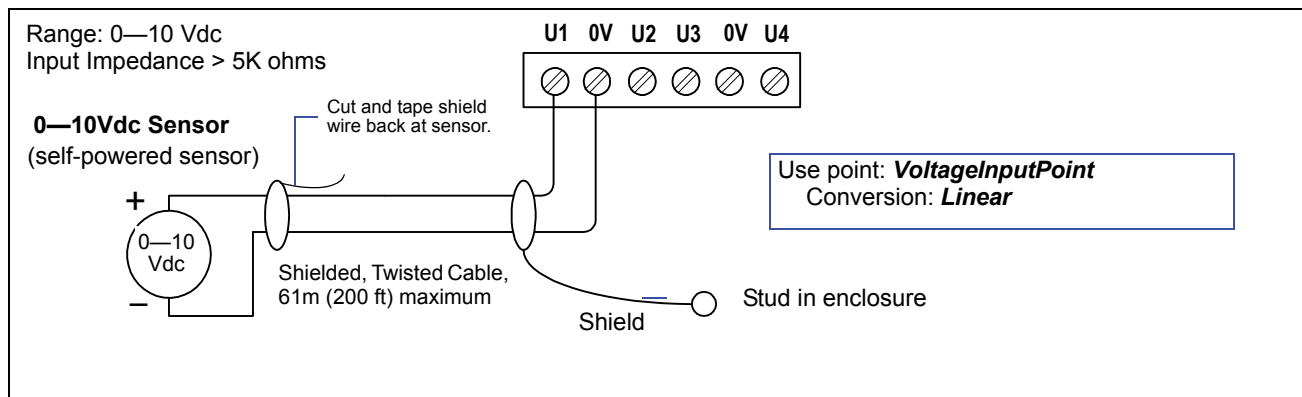 Range: 0—10 Vdc
Input Impedance > 5K ohms
U1 0V U2 U3 0V U4
Cut and tape shield
wire back at sensor.
0—10Vdc Sensor
(self-powered sensor)
Use point: VoltageInputPoint
Conversion: Linear
+
0—10
Vdc
–
Shielded, Twisted Cable,
61m (200 ft) maximum
Shield
Stud in enclosure